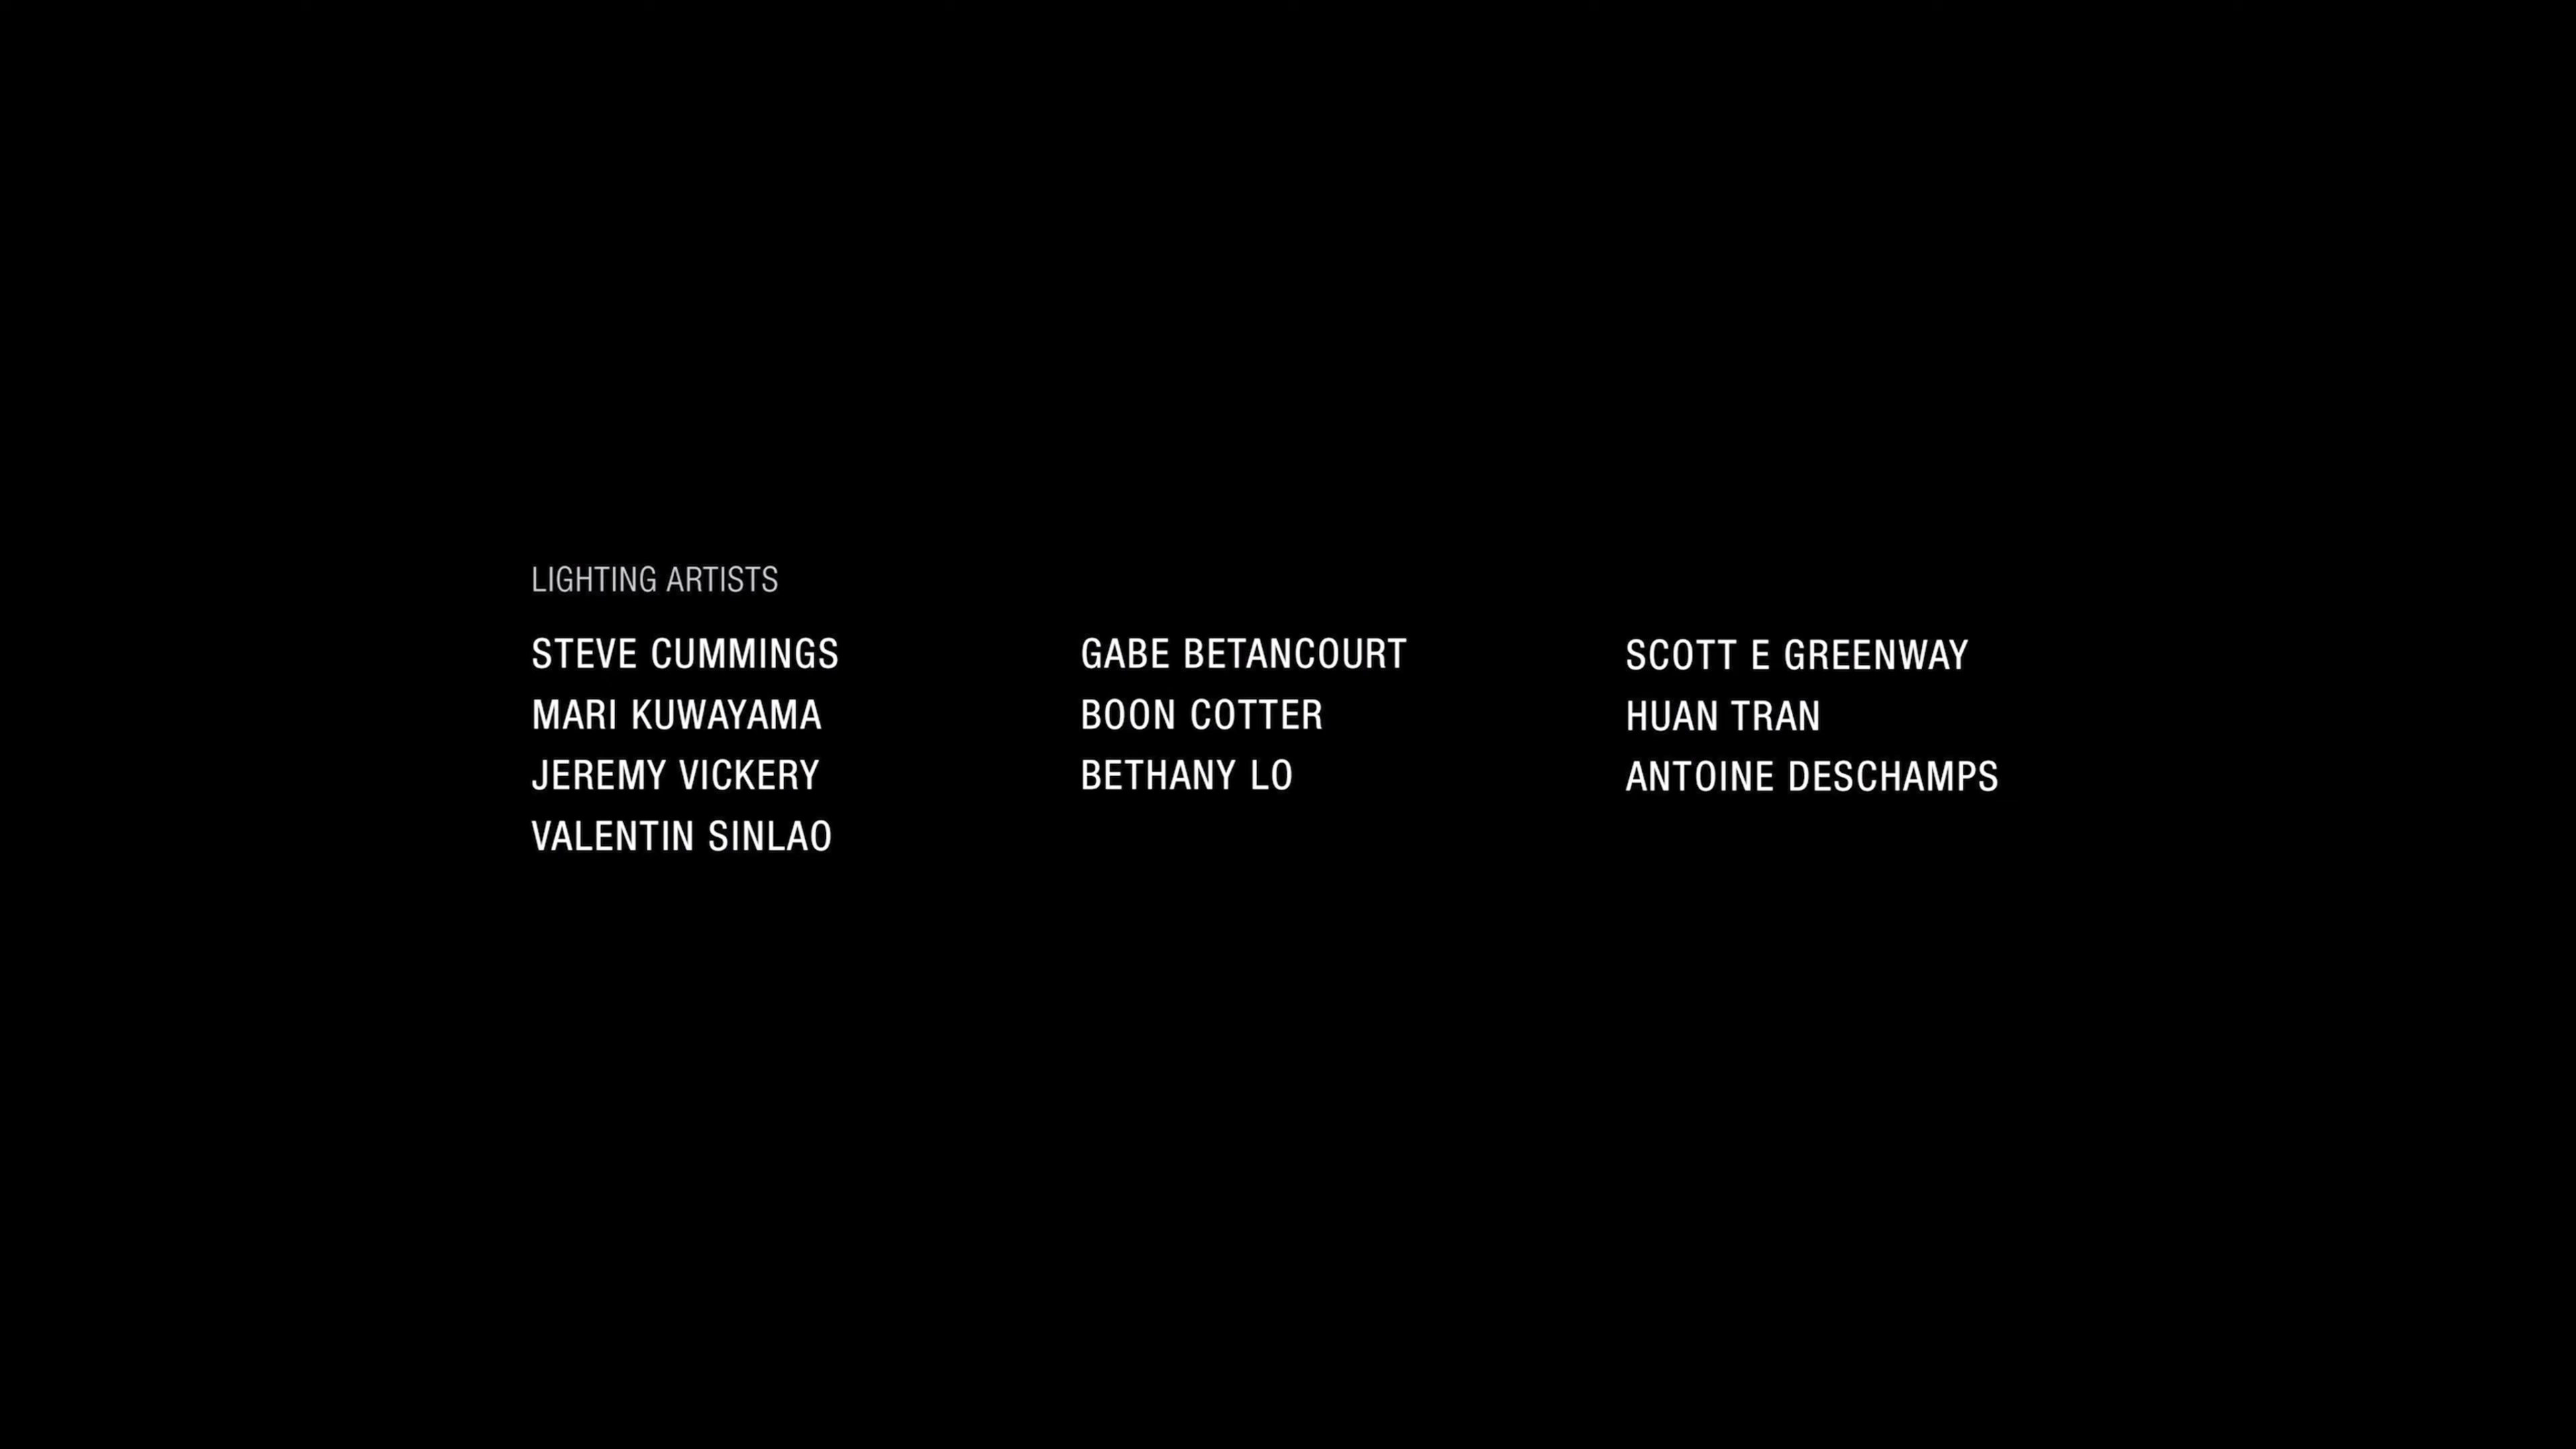 LIGHTING ARTISTS
STEVE CUMMINGS
MARI KUWAYAMA
JEREMY VICKERY
VALENTIN SINLAO
GABE BETANCOURT
BOON COTTER
BETHANY LO
SCOTT E GREENWAY
HUAN TRAN
ANTOINE DESCHAMPS